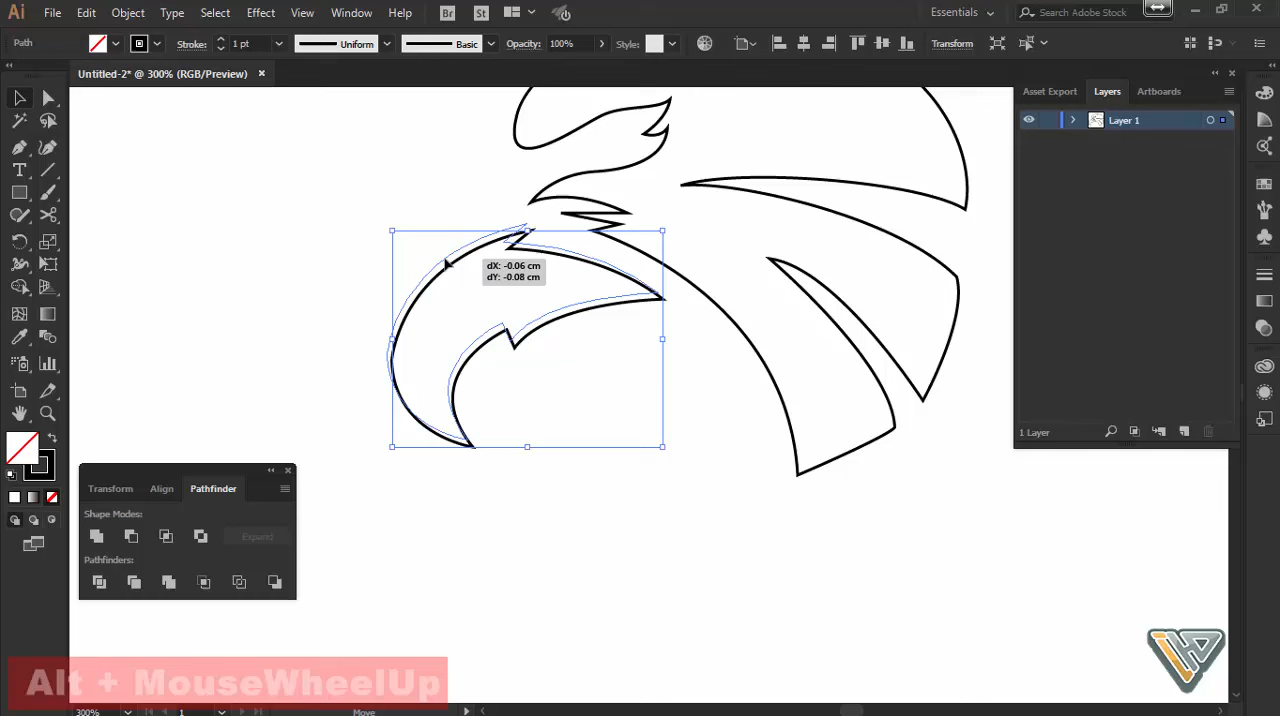 Ai File Edit Object Type Select Effect View Window Help Br St Essentials Search Adobe Stock
Path Stroke: 1 pt Uniform Basic Opacity: 100% Style: Transform
Untitled-2* @ 300% (RGB/Preview)
Asset Export Layers Artboards
Layer 1
dX: -0.06 cm
dY: -0.08 cm
1 Layer
Transform Align Pathfinder
Shape Modes:
Expand
Pathfinders:
Alt + MouseWheelUp
300% 1 Move